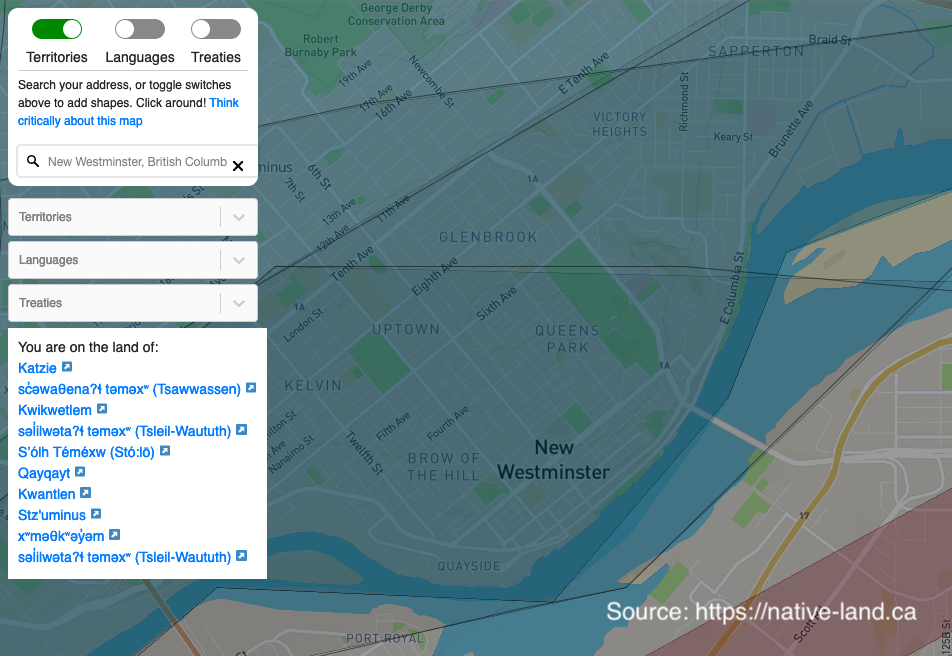 Territories
Languages
Treaties
Search your address, or toggle switches
above to add shapes. Click around! Think
critically about this map
New Westminster, British Columb
Territories
Languages
Treaties
You are on the land of:
Katzie
sc̓əwaθenaɁɬ təməxʷ (Tsawwassen)
Kwikwetlem
səl̓ilwətaɁɬ təməxʷ (Tsleil-Waututh)
S'ólh Téméxw (Stó:lō)
Qayqayt
Kwantlen
Stz'uminus
xʷməθkʷəy̓əm
səl̓ilwətaɁɬ təməxʷ (Tsleil-Waututh)
George Derby
Conservation Area
Robert
Burnaby Park
19th Ave
17th Ave
16th Ave
Newcombe St
E Tenth Ave
SAPPERTON
Braid St
Richmond St
VICTORY
HEIGHTS
Keary St
Brunette Ave
minus
6th St
7th St
13th Ave
12th Ave
11th Ave
1A
GLENBROOK
Tenth Ave
Eighth Ave
Sixth Ave
E Columbia St
1A
London St
UPTOWN
QUEENS
PARK
1A
KELVIN
Fifth Ave
Fourth Ave
Nanaimo St
Twelfth St
BROW OF
THE HILL
New
Westminster
17
QUAYSIDE
PORT ROYAL
Source: https://native-land.ca
125B St